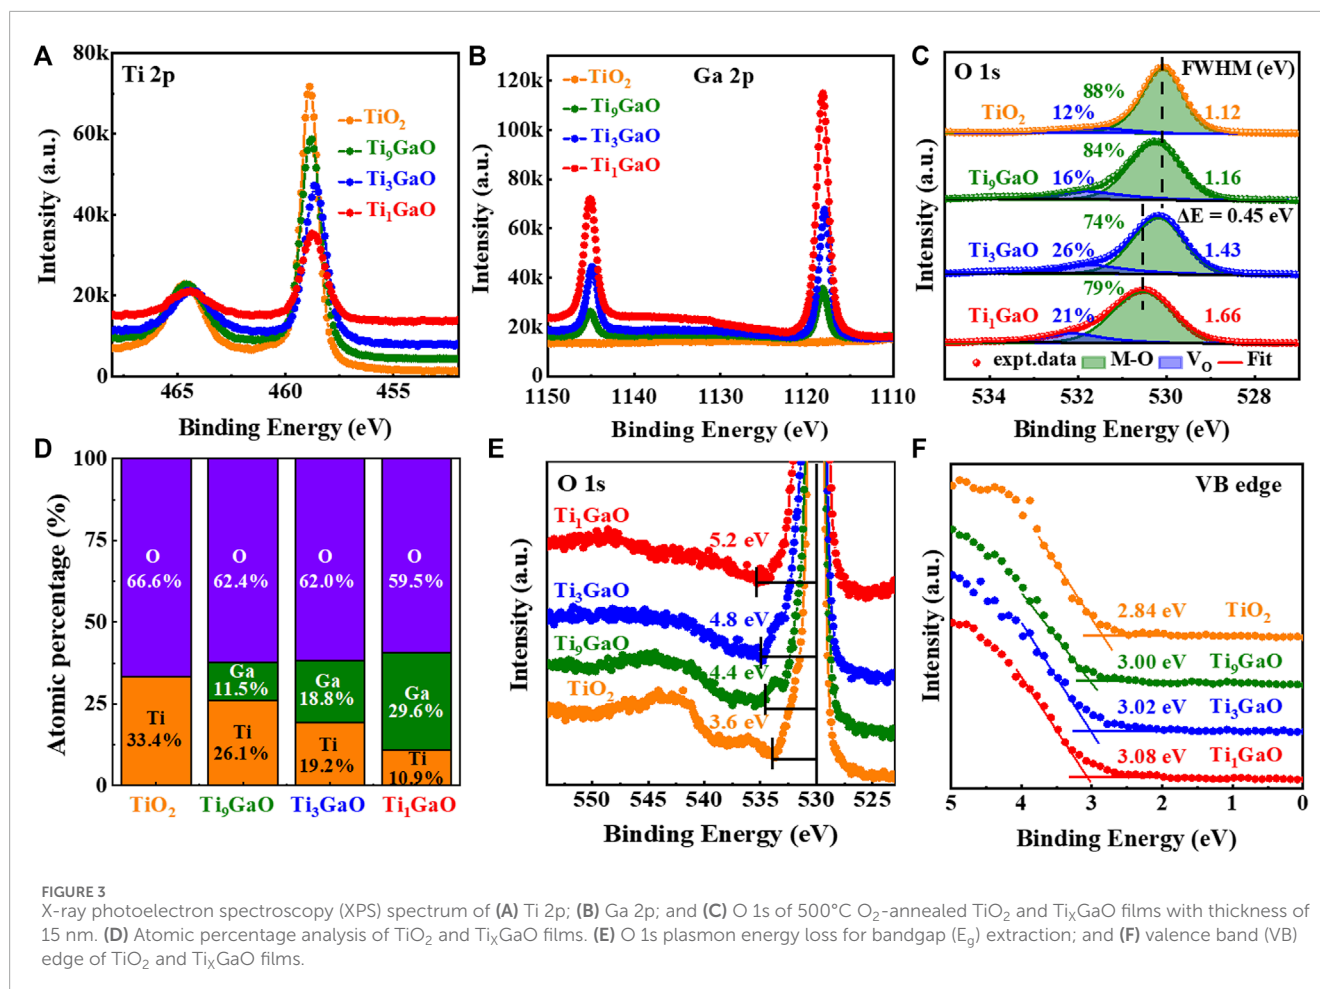 A
Ti 2p
80k
60k
40k
20k
0
TiO2
Ti9GaO
Ti3GaO
Ti1GaO
Intensity (a.u.)
465 460 455
Binding Energy (eV)
B
Ga 2p
120k
100k
80k
60k
40k
20k
0
TiO2
Ti9GaO
Ti3GaO
Ti1GaO
Intensity (a.u.)
1150 1140 1130 1120 1110
Binding Energy (eV)
C
O 1s
FWHM (eV)
TiO2 12% 88% 1.12
Ti9GaO 16% 84% 1.16
ΔE = 0.45 eV
Ti3GaO 26% 74% 1.43
Ti1GaO 21% 79% 1.66
expt.data M-O VO Fit
Intensity (a.u.)
534 532 530 528
Binding Energy (eV)
D
100
75
50
25
0
Atomic percentage (%)
O 66.6%
Ti 33.4%
O 62.4%
Ga 11.5%
Ti 26.1%
O 62.0%
Ga 18.8%
Ti 19.2%
O 59.5%
Ga 29.6%
Ti 10.9%
TiO2 Ti9GaO Ti3GaO Ti1GaO
E
O 1s
Ti1GaO 5.2 eV
Ti3GaO 4.8 eV
Ti9GaO 4.4 eV
TiO2 3.6 eV
Intensity (a.u.)
550 545 540 535 530 525
Binding Energy (eV)
F
VB edge
2.84 eV TiO2
3.00 eV Ti9GaO
3.02 eV Ti3GaO
3.08 eV Ti1GaO
Intensity (a.u.)
5 4 3 2 1 0
Binding Energy (eV)
FIGURE 3
X-ray photoelectron spectroscopy (XPS) spectrum of (A) Ti 2p; (B) Ga 2p; and (C) O 1s of 500°C O2-annealed TiO2 and TiXGaO films with thickness of
15 nm. (D) Atomic percentage analysis of TiO2 and TiXGaO films. (E) O 1s plasmon energy loss for bandgap (Eg) extraction; and (F) valence band (VB)
edge of TiO2 and TiXGaO films.